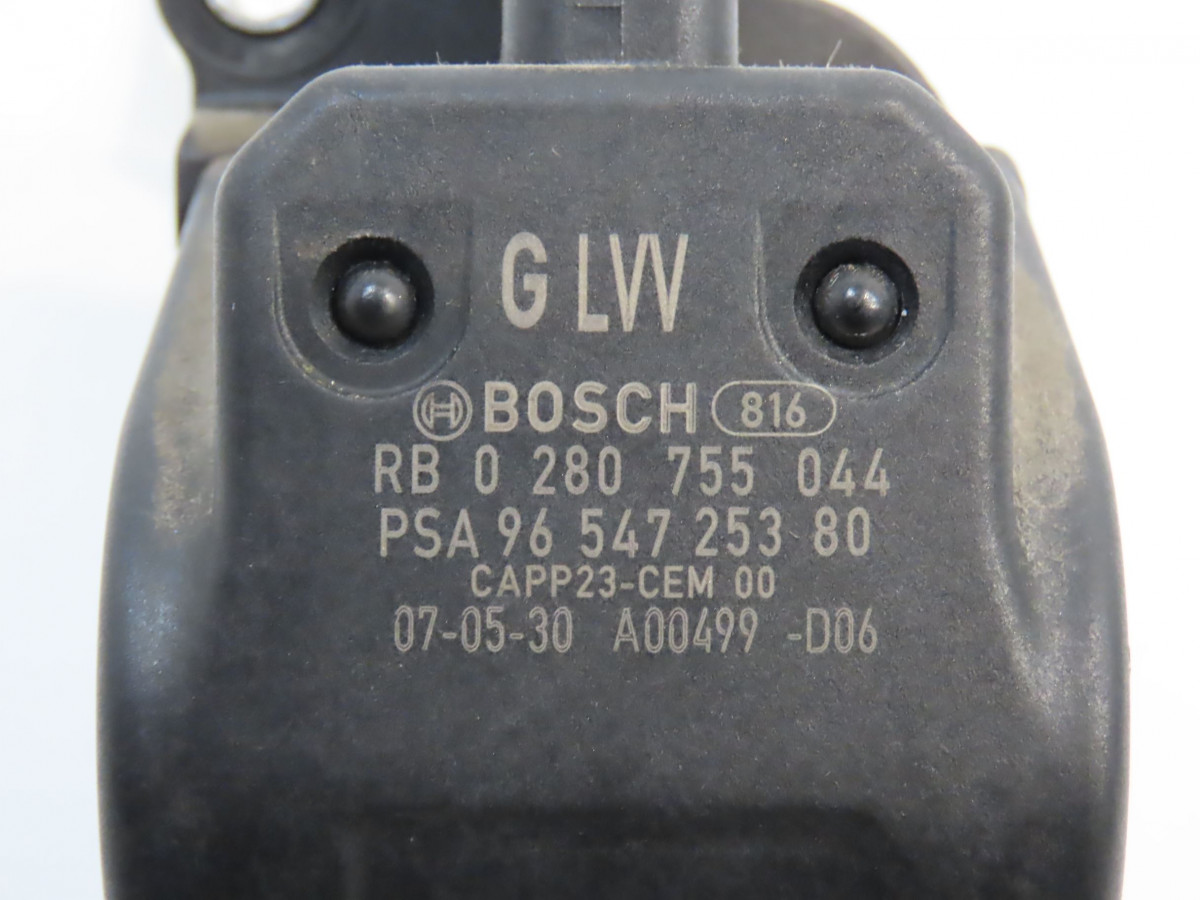 G LW
BOSCH 816
RB 0 280 755 044
PSA 96 547 253 80
CAPP23-CEM 00
07-05-30 A00499 -D06